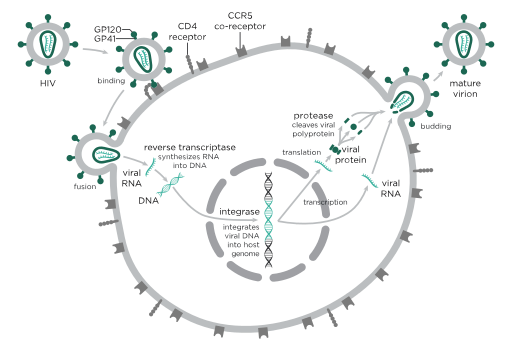 HIV
GP120
GP41
binding
CD4
receptor
CCR5
co-receptor
fusion
viral
RNA
reverse transcriptase
synthesizes RNA
into DNA
DNA
integrase
integrates
viral DNA
into host
genome
transcription
translation
viral
RNA
viral
protein
protease
cleaves viral
polyprotein
budding
mature
virion